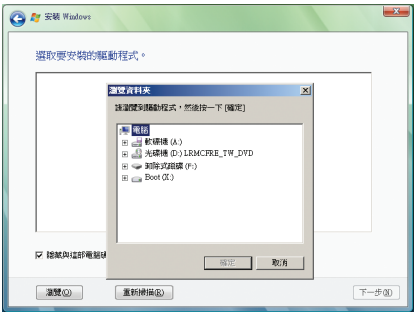 安裝 Windows
選取要安裝的驅動程式。
瀏覽資料夾
請瀏覽到驅動程式，然後按一下 [確定]
電腦
軟碟機 (A:)
光碟機 (D:) LRMCFRE_TW_DVD
卸除式磁碟 (F:)
Boot (X:)
隱藏與這部電腦硬
確定
取消
瀏覽(O)
重新掃描(R)
下一步(N)